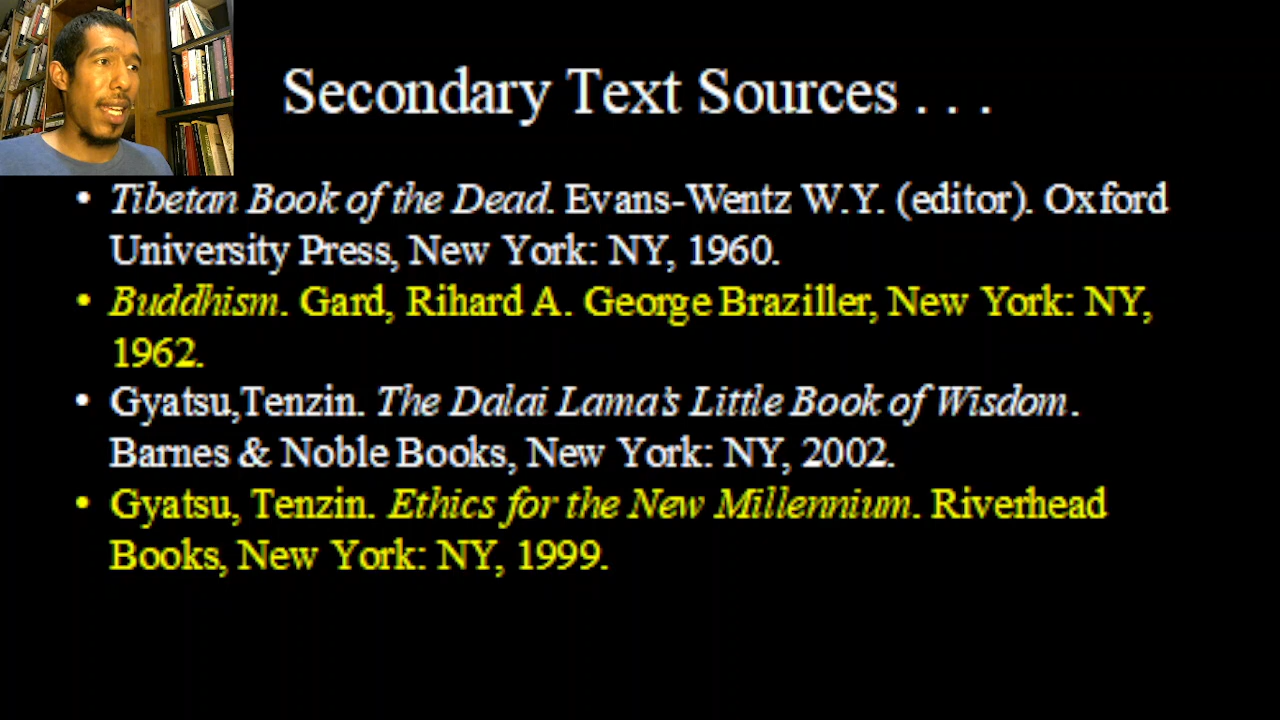 Secondary Text Sources . . .
• Tibetan Book of the Dead. Evans-Wentz W.Y. (editor). Oxford
University Press, New York: NY, 1960.
• Buddhism. Gard, Rihard A. George Braziller, New York: NY,
1962.
• Gyatsu,Tenzin. The Dalai Lama's Little Book of Wisdom.
Barnes & Noble Books, New York: NY, 2002.
• Gyatsu, Tenzin. Ethics for the New Millennium. Riverhead
Books, New York: NY, 1999.